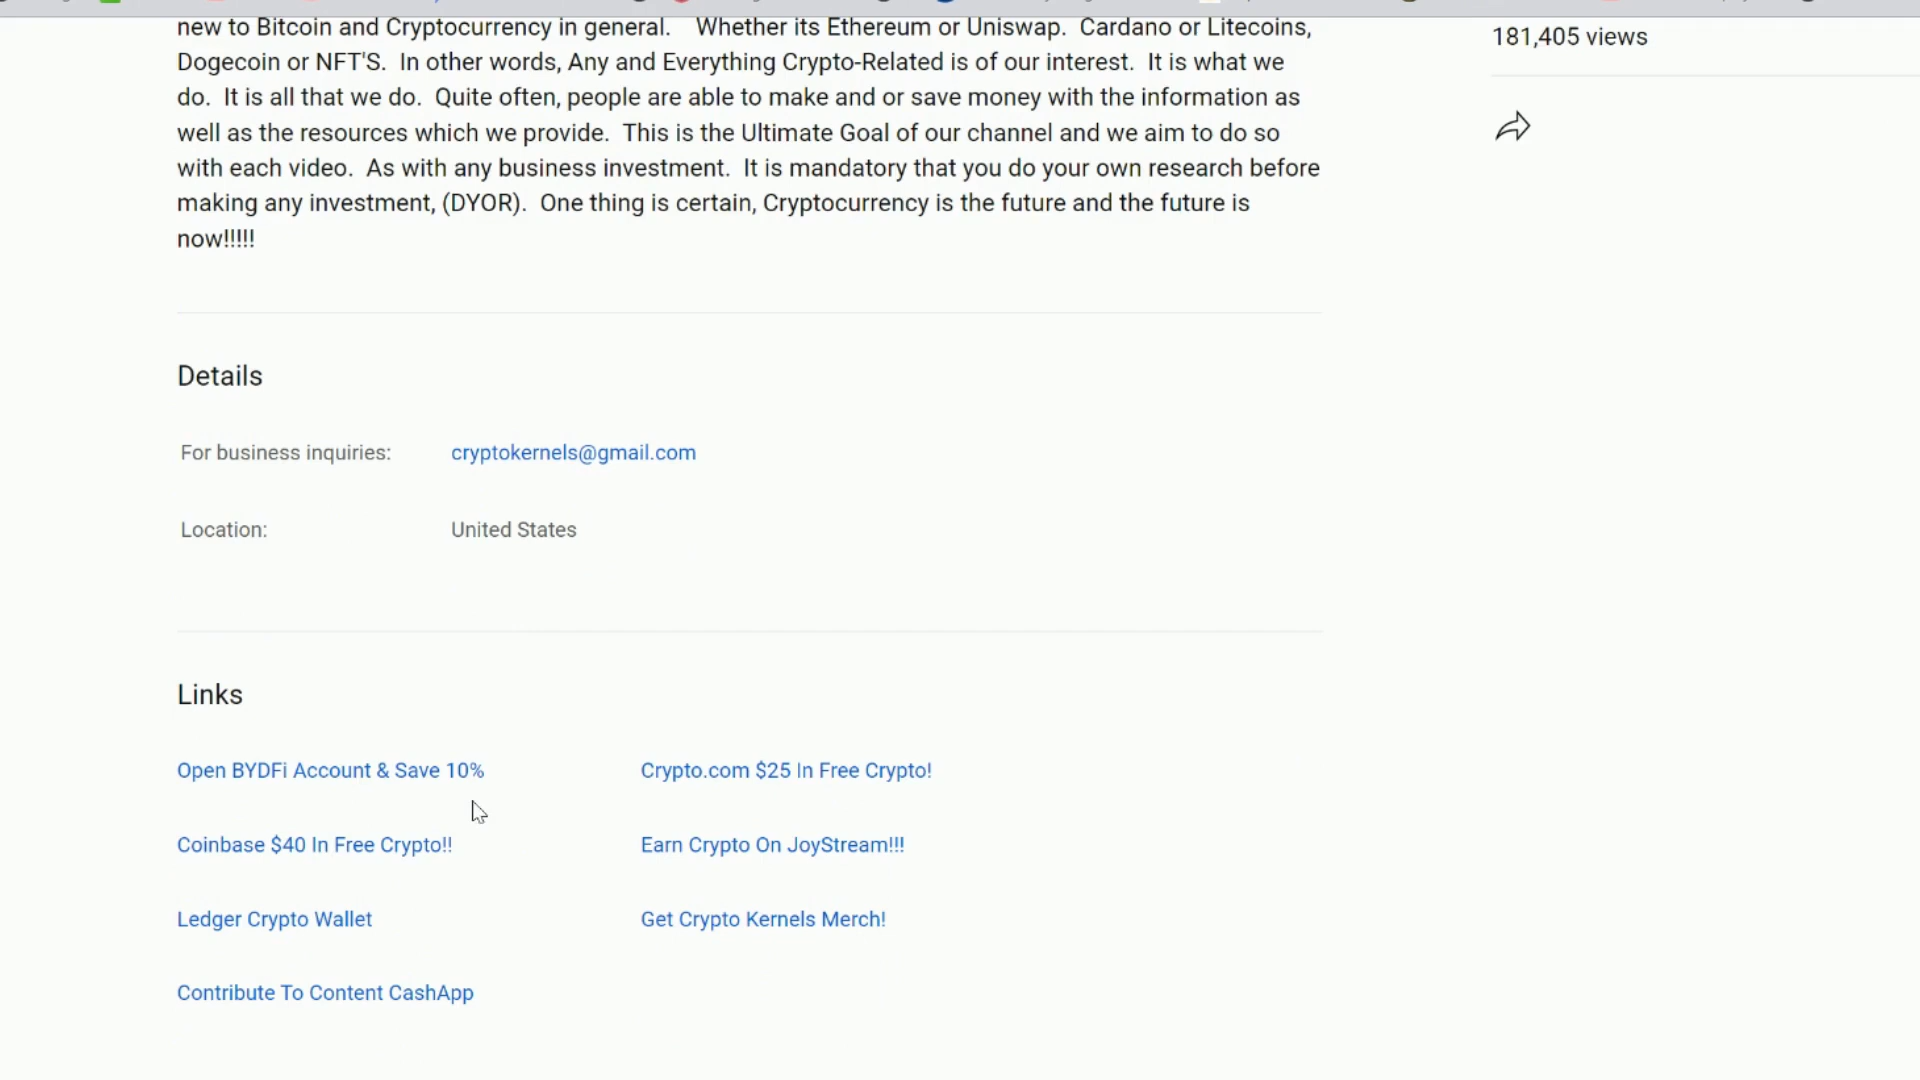 new to Bitcoin and Cryptocurrency in general. Whether its Ethereum or Uniswap. Cardano or Litecoins,
Dogecoin or NFT'S. In other words, Any and Everything Crypto-Related is of our interest. It is what we
do. It is all that we do. Quite often, people are able to make and or save money with the information as
well as the resources which we provide. This is the Ultimate Goal of our channel and we aim to do so
with each video. As with any business investment. It is mandatory that you do your own research before
making any investment, (DYOR). One thing is certain, Cryptocurrency is the future and the future is
now!!!!!
181,405 views
Details
For business inquiries: cryptokernels@gmail.com
Location: United States
Links
Open BYDFi Account & Save 10% Crypto.com $25 In Free Crypto!
Coinbase $40 In Free Crypto!! Earn Crypto On JoyStream!!!
Ledger Crypto Wallet Get Crypto Kernels Merch!
Contribute To Content CashApp